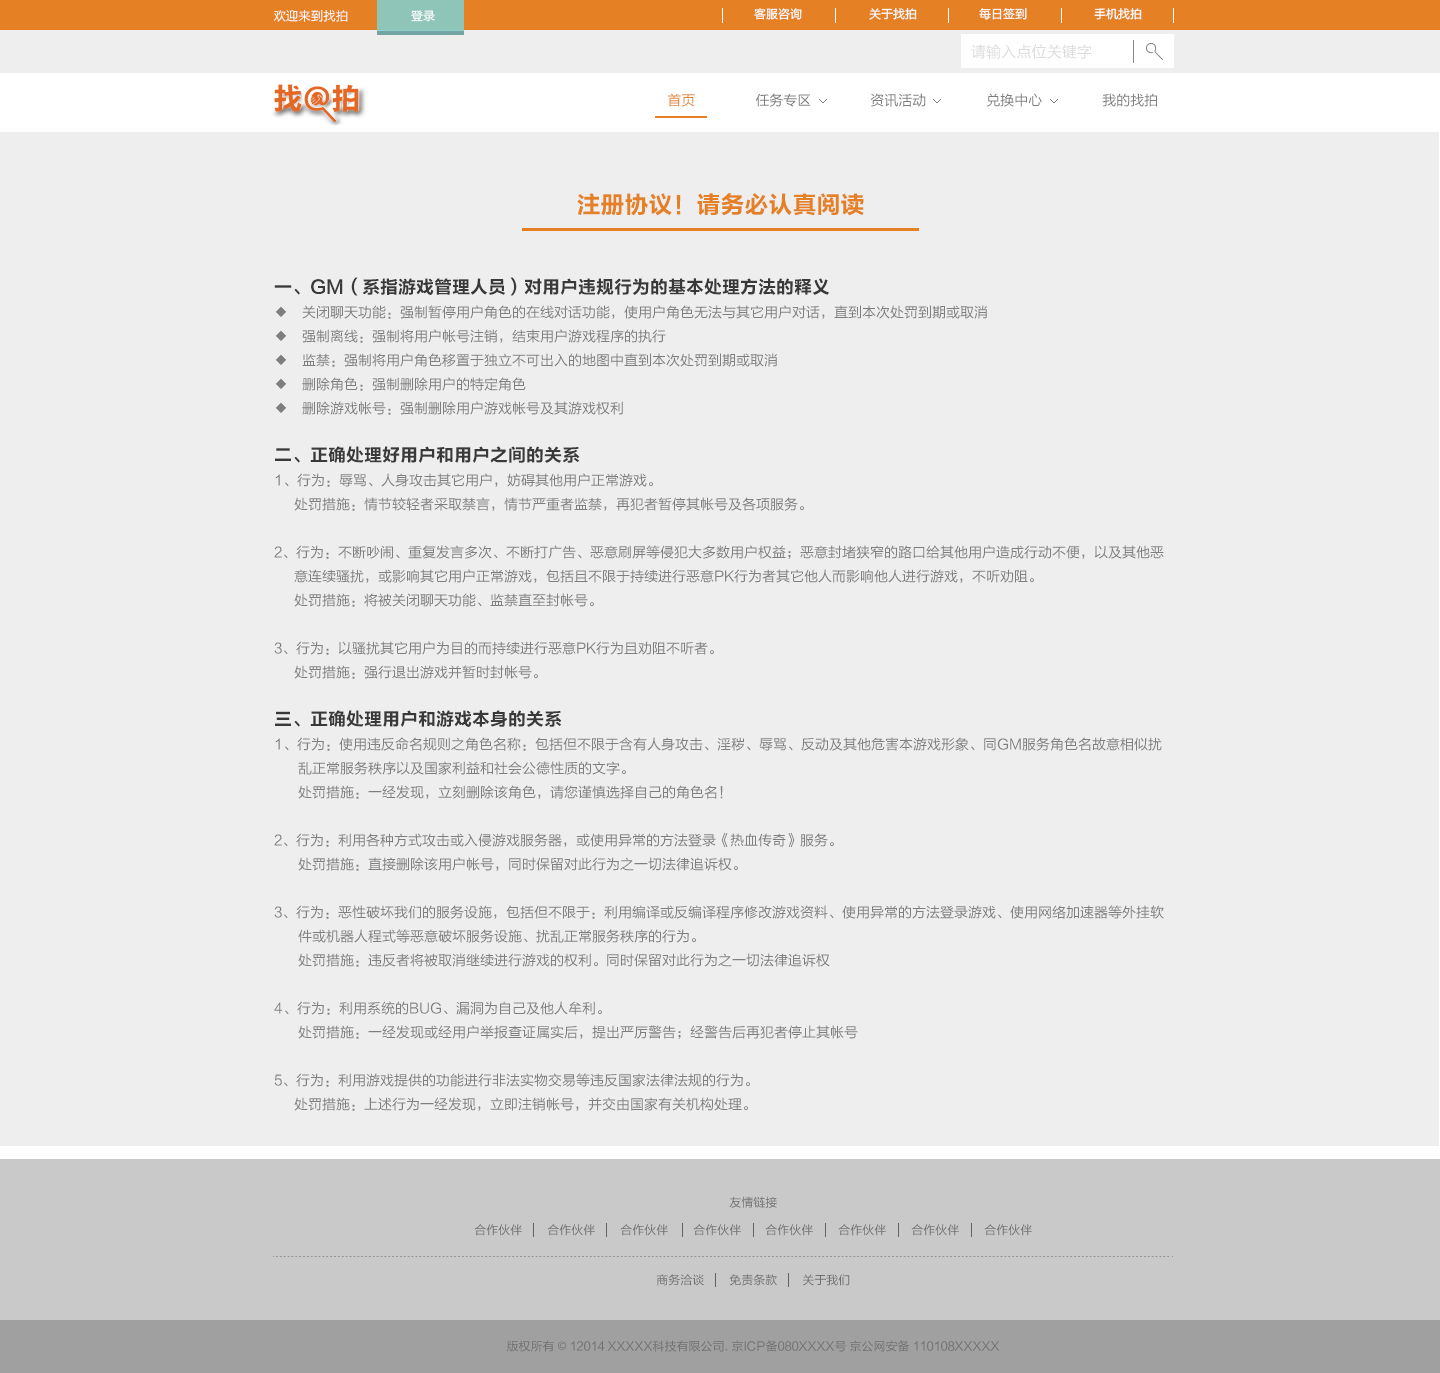 欢迎来到找拍 登录 客服咨询 关于找拍 每日签到 手机找拍
请输入点位关键字
找@拍 首页 任务专区 资讯活动 兑换中心 我的找拍
注册协议！请务必认真阅读
一、GM（系指游戏管理人员）对用户违规行为的基本处理方法的释义
◆ 关闭聊天功能：强制暂停用户角色的在线对话功能，使用户角色无法与其它用户对话，直到本次处罚到期或取消
◆ 强制离线：强制将用户帐号注销，结束用户游戏程序的执行
◆ 监禁：强制将用户角色移置于独立不可出入的地图中直到本次处罚到期或取消
◆ 删除角色：强制删除用户的特定角色
◆ 删除游戏帐号：强制删除用户游戏帐号及其游戏权利
二、正确处理好用户和用户之间的关系
1、行为：辱骂、人身攻击其它用户，妨碍其他用户正常游戏。
处罚措施：情节较轻者采取禁言，情节严重者监禁，再犯者暂停其帐号及各项服务。
2、行为：不断吵闹、重复发言多次、不断打广告、恶意刷屏等侵犯大多数用户权益；恶意封堵狭窄的路口给其他用户造成行动不便，以及其他恶
意连续骚扰，或影响其它用户正常游戏，包括且不限于持续进行恶意PK行为者其它他人而影响他人进行游戏，不听劝阻。
处罚措施：将被关闭聊天功能、监禁直至封帐号。
3、行为：以骚扰其它用户为目的而持续进行恶意PK行为且劝阻不听者。
处罚措施：强行退出游戏并暂时封帐号。
三、正确处理用户和游戏本身的关系
1、行为：使用违反命名规则之角色名称；包括但不限于含有人身攻击、淫秽、辱骂、反动及其他危害本游戏形象、同GM服务角色名故意相似扰
乱正常服务秩序以及国家利益和社会公德性质的文字。
处罚措施：一经发现，立刻删除该角色，请您谨慎选择自己的角色名！
2、行为：利用各种方式攻击或入侵游戏服务器，或使用异常的方法登录《热血传奇》服务。
处罚措施：直接删除该用户帐号，同时保留对此行为之一切法律追诉权。
3、行为：恶性破坏我们的服务设施，包括但不限于：利用编译或反编译程序修改游戏资料、使用异常的方法登录游戏、使用网络加速器等外挂软
件或机器人程式等恶意破坏服务设施、扰乱正常服务秩序的行为。
处罚措施：违反者将被取消继续进行游戏的权利。同时保留对此行为之一切法律追诉权
4、行为：利用系统的BUG、漏洞为自己及他人牟利。
处罚措施：一经发现或经用户举报查证属实后，提出严厉警告；经警告后再犯者停止其帐号
5、行为：利用游戏提供的功能进行非法实物交易等违反国家法律法规的行为。
处罚措施：上述行为一经发现，立即注销帐号，并交由国家有关机构处理。
友情链接
合作伙伴 合作伙伴 合作伙伴 合作伙伴 合作伙伴 合作伙伴 合作伙伴 合作伙伴
商务洽谈 免责条款 关于我们
版权所有 © 12014 XXXXX科技有限公司. 京ICP备080XXXX号 京公网安备 110108XXXXX